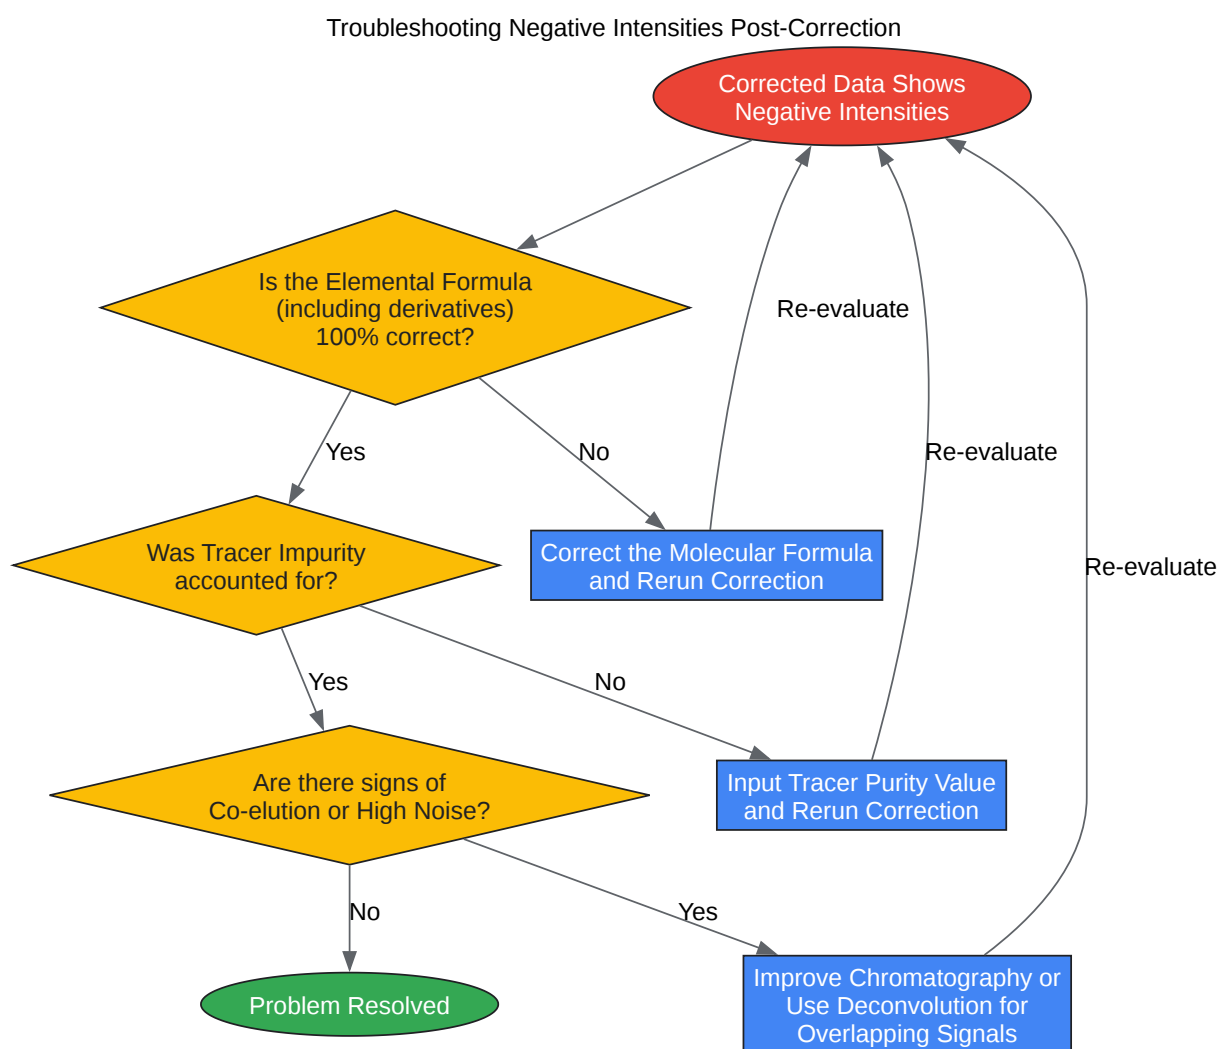 Troubleshooting Negative Intensities Post-Correction
Corrected Data Shows
Negative Intensities
Is the Elemental Formula
(including derivatives)
100% correct?
Re-evaluate
Yes
No
Re-evaluate
Was Tracer Impurity
accounted for?
Correct the Molecular Formula
and Rerun Correction
Re-evaluate
Yes
No
Are there signs of
Co-elution or High Noise?
Input Tracer Purity Value
and Rerun Correction
No
Yes
Problem Resolved
Improve Chromatography or
Use Deconvolution for
Overlapping Signals